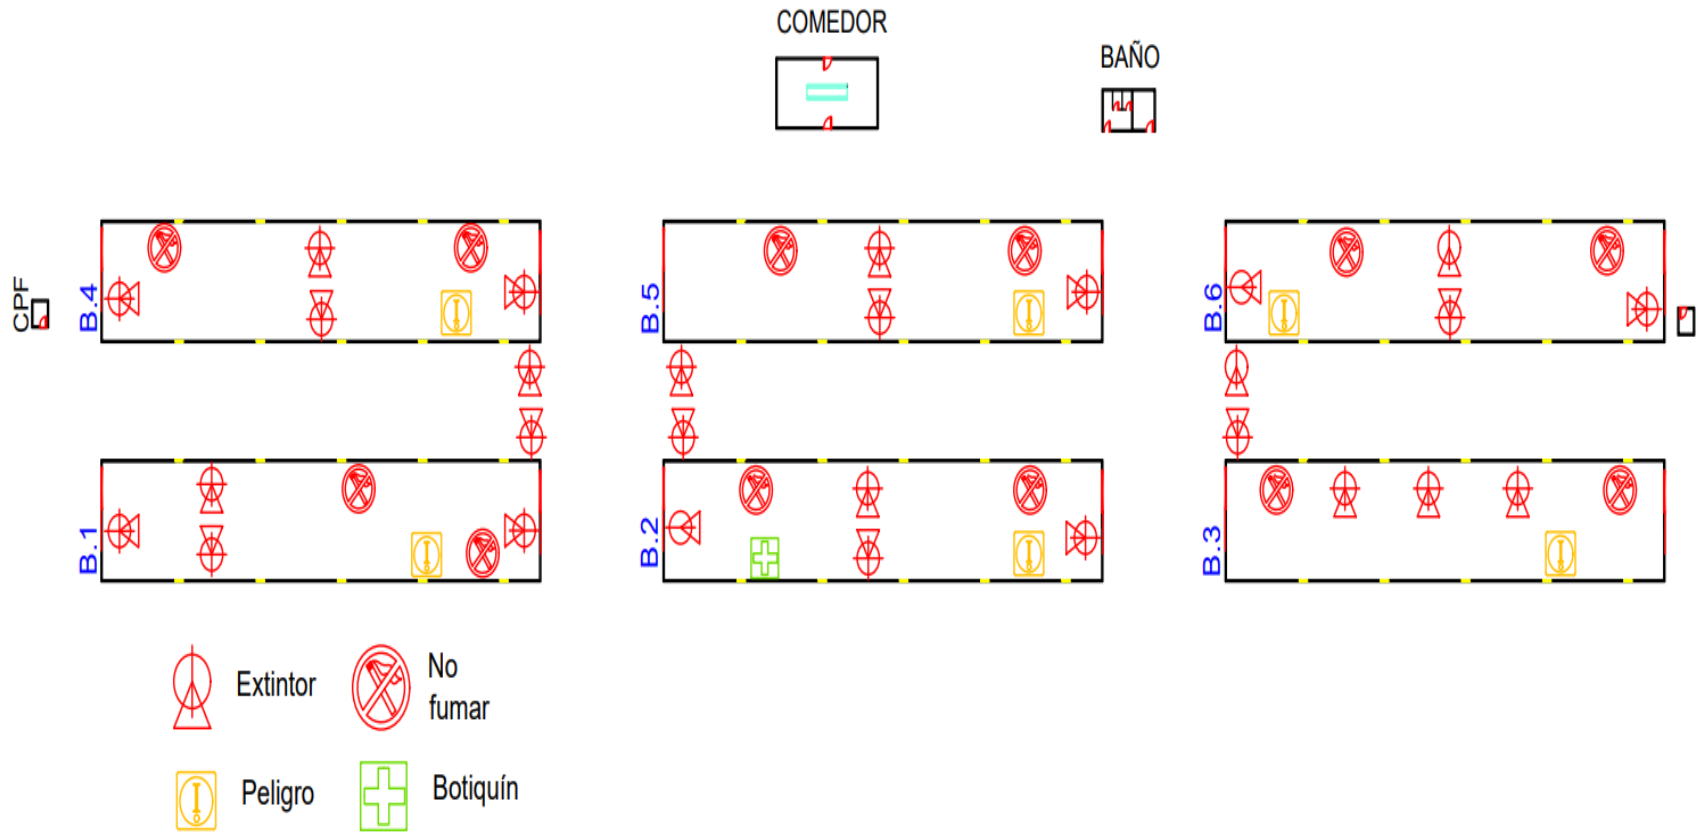 COMEDOR
BAÑO
CPF
B.4
B.5
B.6
B.1
B.2
B.3
Extintor
No
fumar
Peligro
Botiquín